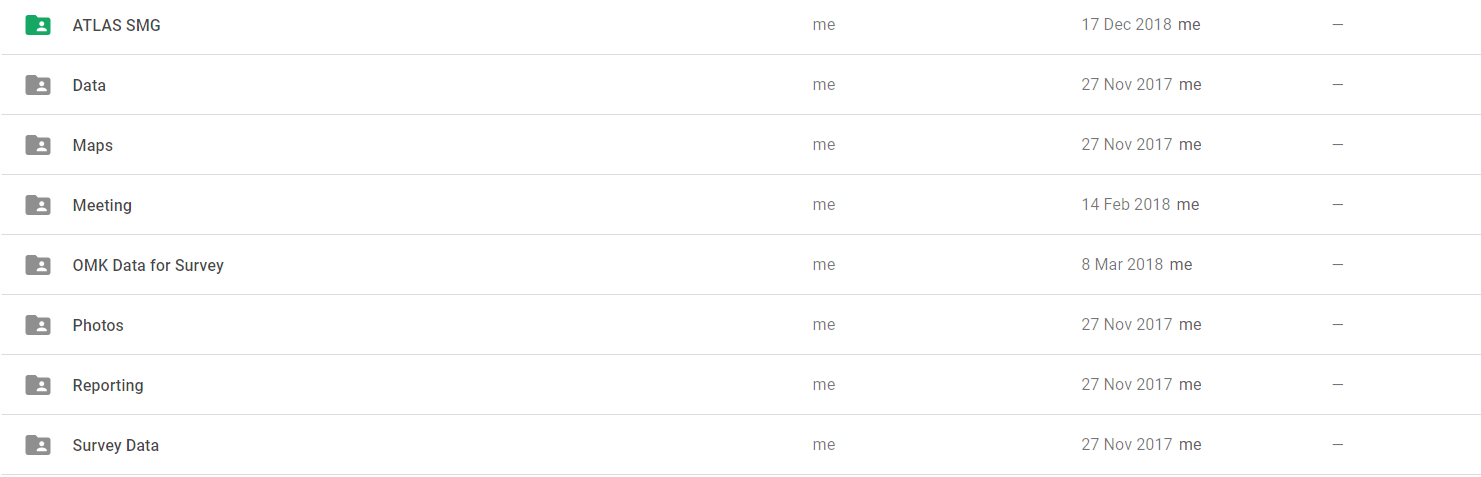 ATLAS SMG me 17 Dec 2018 me —
Data me 27 Nov 2017 me —
Maps me 27 Nov 2017 me —
Meeting me 14 Feb 2018 me —
OMK Data for Survey me 8 Mar 2018 me —
Photos me 27 Nov 2017 me —
Reporting me 27 Nov 2017 me —
Survey Data me 27 Nov 2017 me —